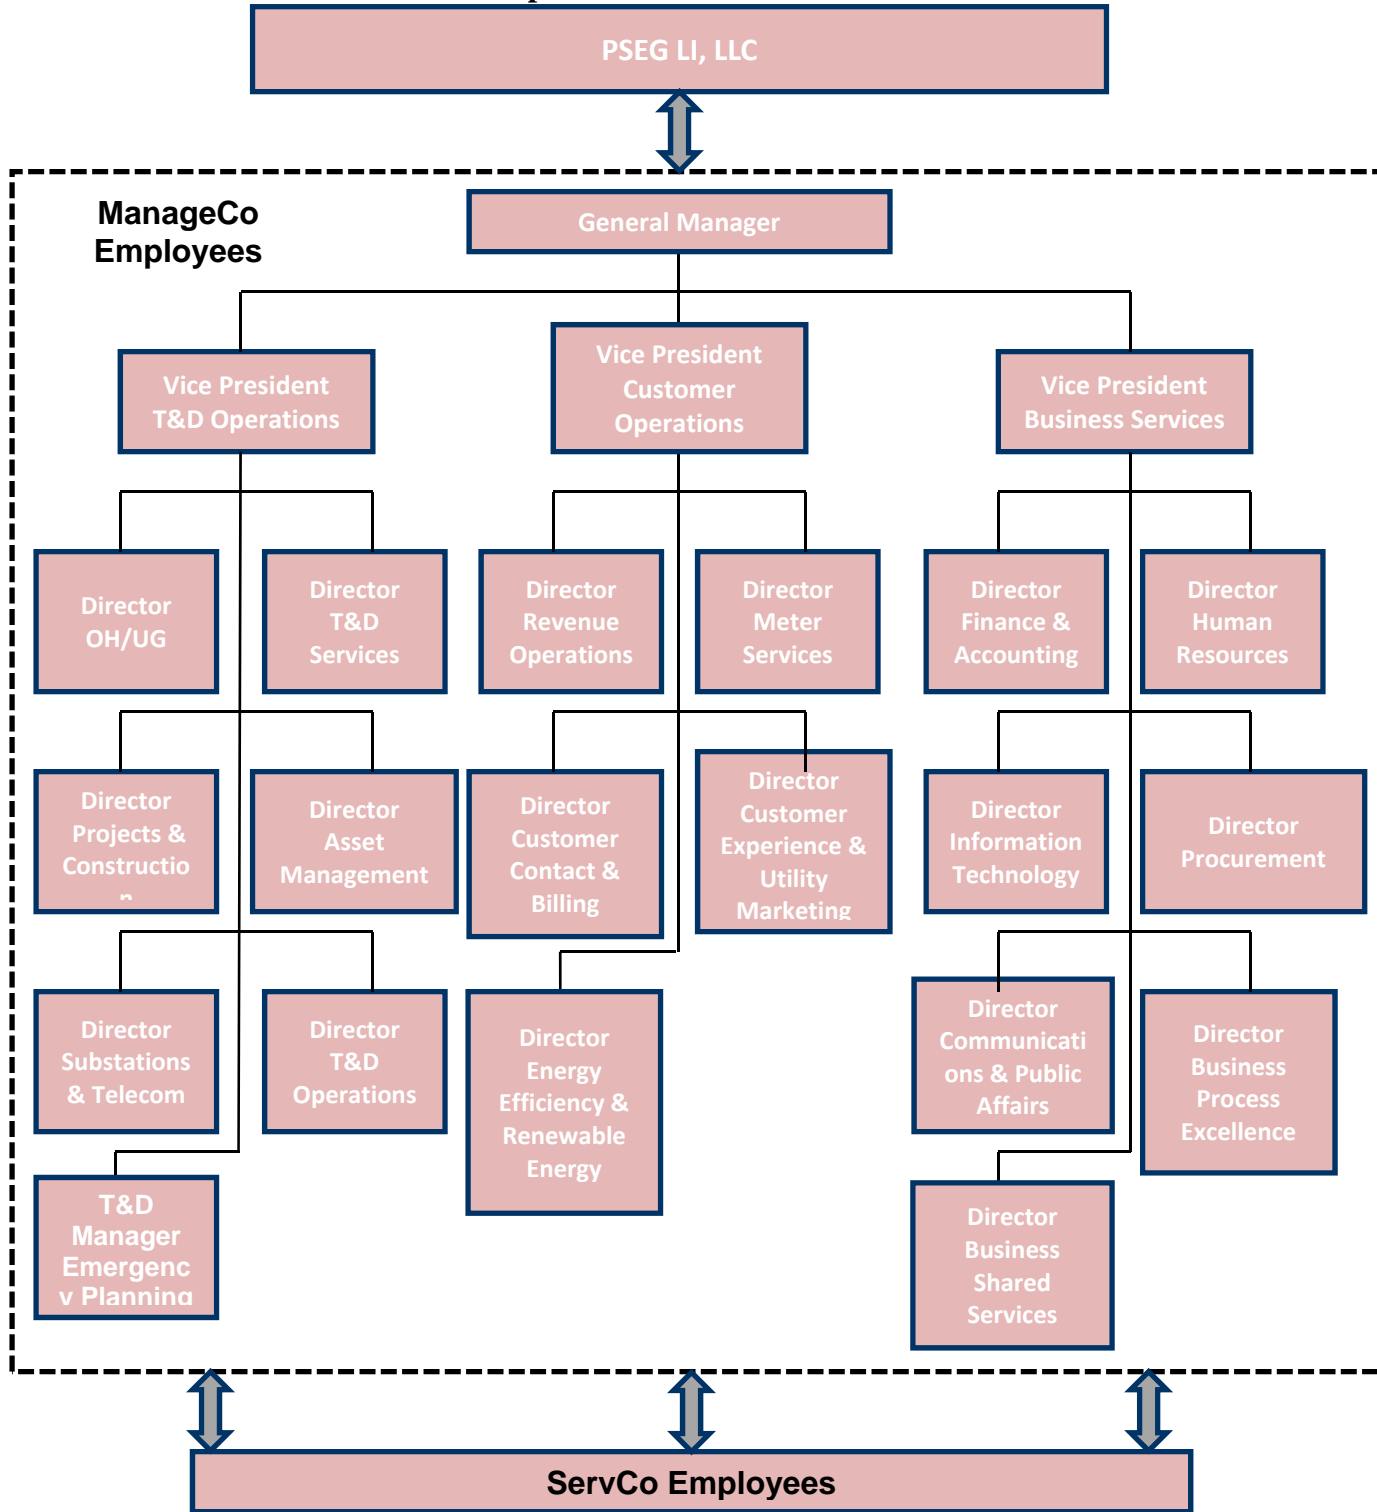 PSEG LI, LLC
ManageCo
Employees
General Manager
Vice President
T&D Operations
Vice President
Customer
Operations
Vice President
Business Services
Director
OH/UG
Director
T&D
Services
Director
Revenue
Operations
Director
Meter
Services
Director
Finance &
Accounting
Director
Human
Resources
Director
Projects &
Constructio
n
Director
Asset
Management
Director
Customer
Contact &
Billing
Director
Customer
Experience &
Utility
Marketing
Director
Information
Technology
Director
Procurement
Director
Substations
& Telecom
Director
T&D
Operations
Director
Energy
Efficiency &
Renewable
Energy
Director
Communicati
ons & Public
Affairs
Director
Business
Process
Excellence
T&D
Manager
Emergenc
y Planning
Director
Business
Shared
Services
ServCo Employees